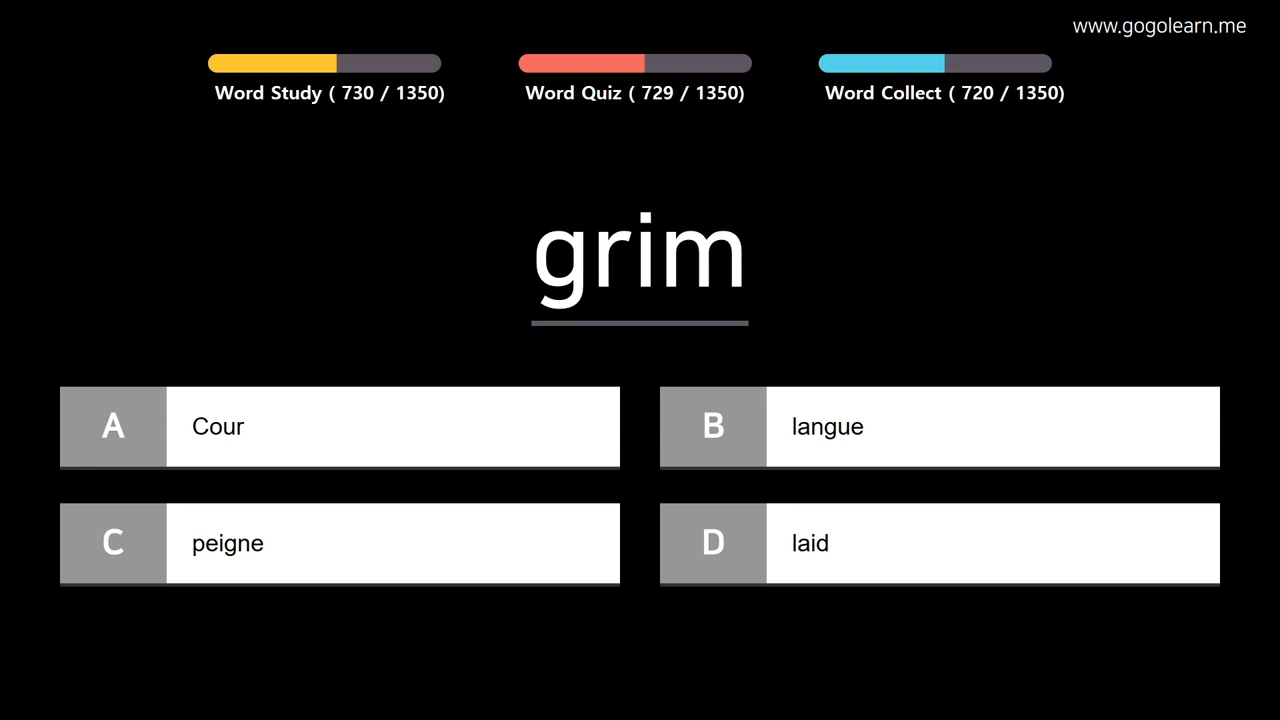 www.gogolearn.me
Word Study ( 730 / 1350)
Word Quiz ( 729 / 1350)
Word Collect ( 720 / 1350)
grim
A Cour
B langue
C peigne
D laid